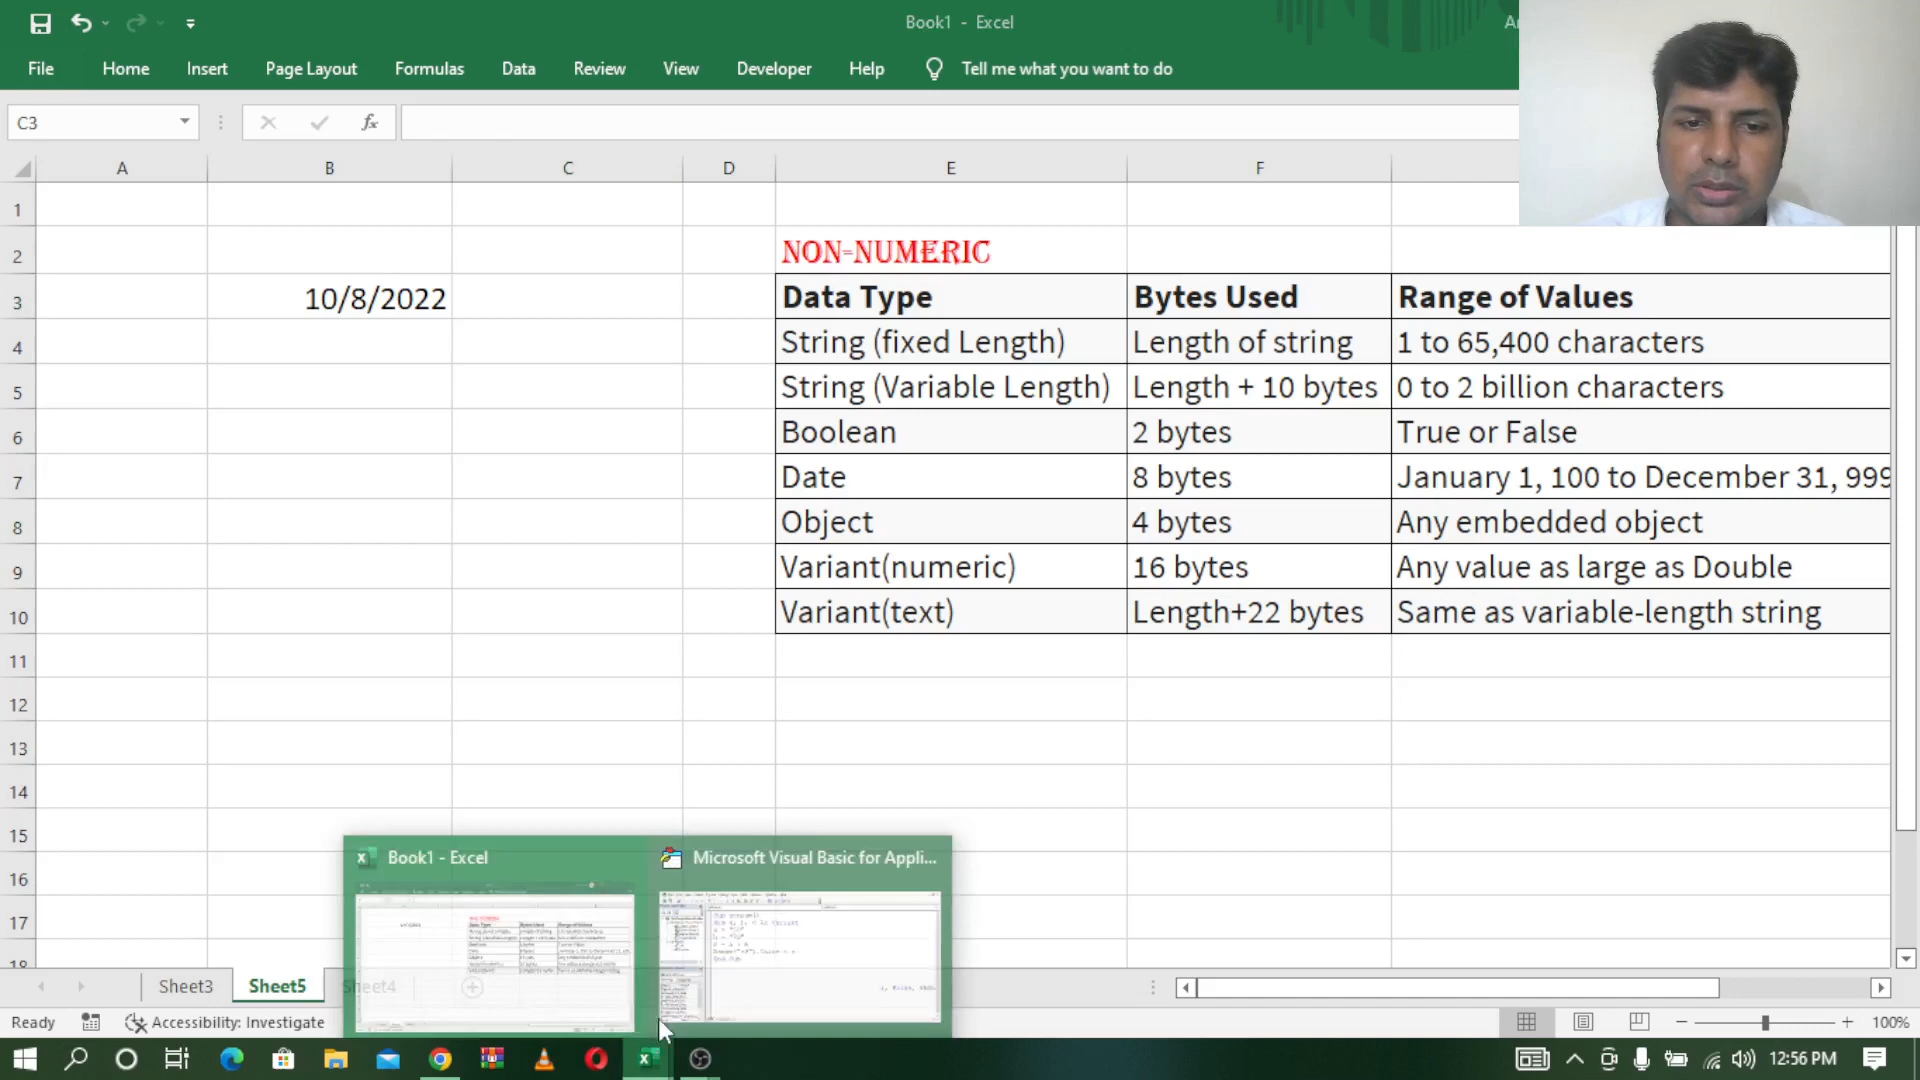 Book1 - Excel
File Home Insert Page Layout Formulas Data Review View Developer Help Tell me what you want to do
C3
fx
A B C D E F
1
2 NON=NUMERIC
3 10/8/2022 Data Type Bytes Used Range of Values
4 String (fixed Length) Length of string 1 to 65,400 characters
5 String (Variable Length) Length + 10 bytes 0 to 2 billion characters
6 Boolean 2 bytes True or False
7 Date 8 bytes January 1, 100 to December 31, 999
8 Object 4 bytes Any embedded object
9 Variant(numeric) 16 bytes Any value as large as Double
10 Variant(text) Length+22 bytes Same as variable-length string
11
12
13
14
15
Book1 - Excel Microsoft Visual Basic for Appli...
16
17
18
Sheet3 Sheet5 Sheet4
Ready Accessibility: Investigate 100%
12:56 PM